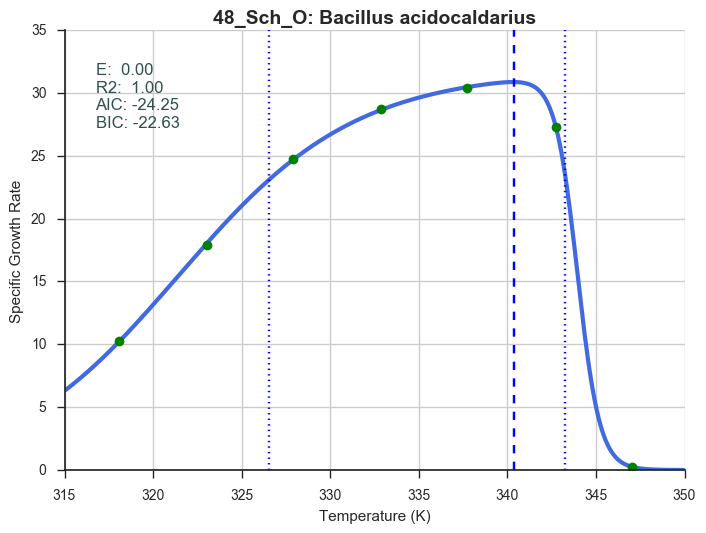 48_Sch_O: Bacillus acidocaldarius
E:  0.00
R2:  1.00
AIC: -24.25
BIC: -22.63
Specific Growth Rate
35
30
25
20
15
10
5
0
315 320 325 330 335 340 345 350
Temperature (K)